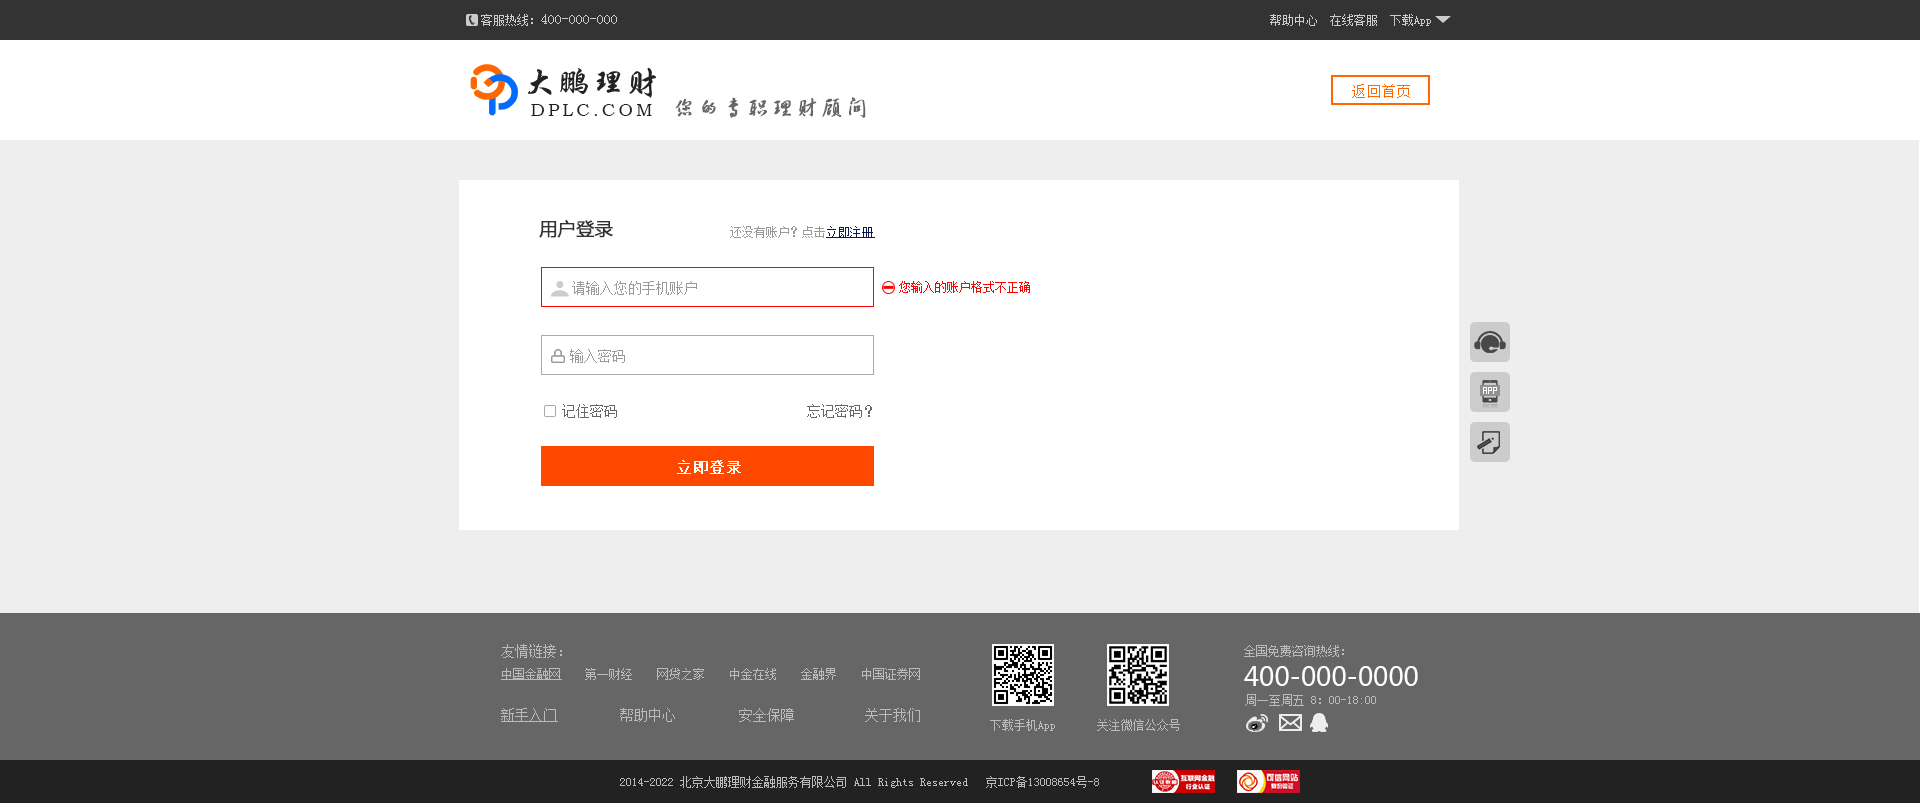 客服热线：400-000-000
帮助中心 在线客服 下载App
大鹏理财
DPLC.COM
您的专职理财顾问
返回首页
用户登录
还没有账户？点击立即注册
请输入您的手机账户
您输入的账户格式不正确
输入密码
记住密码
忘记密码？
立即登录
APP
友情链接：
中国金融网 第一财经 网贷之家 中金在线 金融界 中国证券网
新手入门 帮助中心 安全保障 关于我们
下载手机App
关注微信公众号
全国免费咨询热线：
400-000-0000
周一至周五 8：00-18:00
2014-2022 北京大鹏理财金融服务有限公司 All Rights Reserved 京ICP备13008654号-8
互联网金融
行业认证
可信网站
身份验证